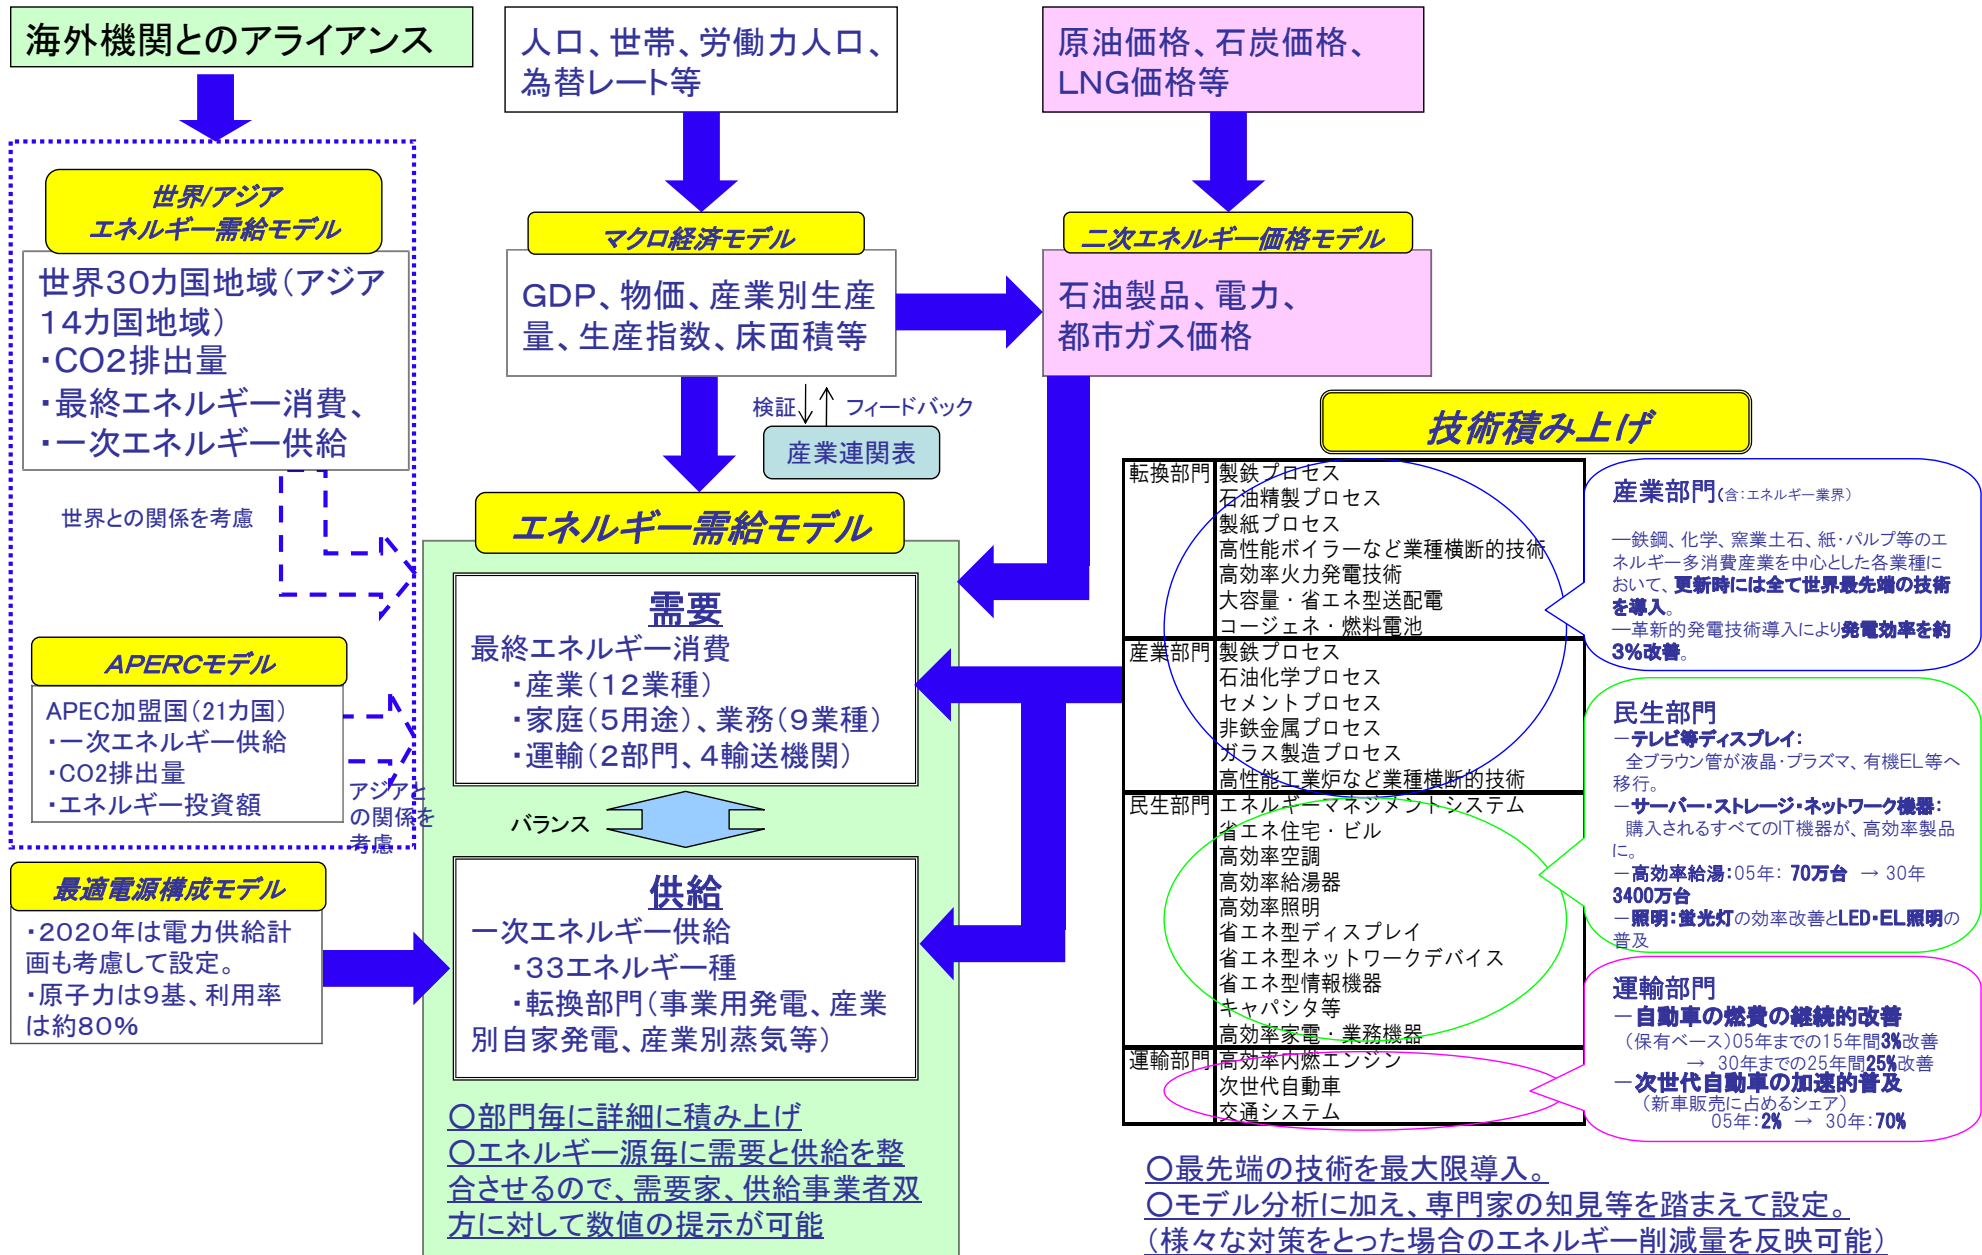 海外機関とのアライアンス
人口、世帯、労働力人口、
為替レート等
原油価格、石炭価格、
LNG価格等
世界/アジア
エネルギー需給モデル
世界30カ国地域(アジア
14カ国地域)
・CO2排出量
・最終エネルギー消費、
・一次エネルギー供給
マクロ経済モデル
GDP、物価、産業別生産
量、生産指数、床面積等
二次エネルギー価格モデル
石油製品、電力、
都市ガス価格
検証
フィードバック
産業連関表
世界との関係を考慮
APERCモデル
APEC加盟国(21カ国)
・一次エネルギー供給
・CO2排出量
・エネルギー投資額
アジアと
の関係を
考慮
最適電源構成モデル
・2020年は電力供給計
画も考慮して設定。
・原子力は9基、利用率
は約80%
エネルギー需給モデル
需要
最終エネルギー消費
・産業(12業種)
・家庭(5用途)、業務(9業種)
・運輸(2部門、4輸送機関)
バランス
供給
一次エネルギー供給
・33エネルギー種
・転換部門(事業用発電、産業
別自家発電、産業別蒸気等)
○部門毎に詳細に積み上げ
○エネルギー源毎に需要と供給を整
合させるので、需要家、供給事業者双
方に対して数値の提示が可能
技術積み上げ
転換部門 製鉄プロセス
石油精製プロセス
製紙プロセス
高性能ボイラーなど業種横断的技術
高効率火力発電技術
大容量・省エネ型送配電
コージェネ・燃料電池
産業部門 製鉄プロセス
石油化学プロセス
セメントプロセス
非鉄金属プロセス
ガラス製造プロセス
高性能工業炉など業種横断的技術
民生部門 エネルギーマネジメントシステム
省エネ住宅・ビル
高効率空調
高効率給湯器
高効率照明
省エネ型ディスプレイ
省エネ型ネットワークデバイス
省エネ型情報機器
キャパシタ等
高効率家電・業務機器
運輸部門 高効率内燃エンジン
次世代自動車
交通システム
産業部門(含:エネルギー業界)
―鉄鋼、化学、窯業土石、紙・パルプ等のエ
ネルギー多消費産業を中心とした各業種に
おいて、更新時には全て世界最先端の技術
を導入。
―革新的発電技術導入により発電効率を約
3%改善。
民生部門
－テレビ等ディスプレイ:
全ブラウン管が液晶・プラズマ、有機EL等へ
移行。
－サーバー・ストレージ・ネットワーク機器:
購入されるすべてのIT機器が、高効率製品
に。
－高効率給湯:05年: 70万台 → 30年
3400万台
－照明:蛍光灯の効率改善とLED・EL照明の
普及
運輸部門
－自動車の燃費の継続的改善
(保有ベース)05年までの15年間3%改善
→ 30年までの25年間25%改善
－次世代自動車の加速的普及
(新車販売に占めるシェア)
05年:2% → 30年:70%
○最先端の技術を最大限導入。
○モデル分析に加え、専門家の知見等を踏まえて設定。
(様々な対策をとった場合のエネルギー削減量を反映可能)